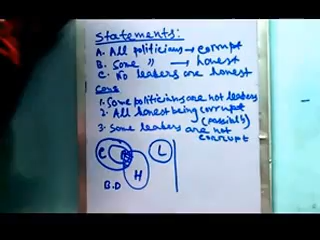 Statements:
A. All politicians → corrupt
B. Some " → honest
C. No leaders are honest
Cons
1. Some politicians are not leaders
2. All honest being corrupt
(possibly)
3. Some leaders are not
corrupt
C
L
H
B.D